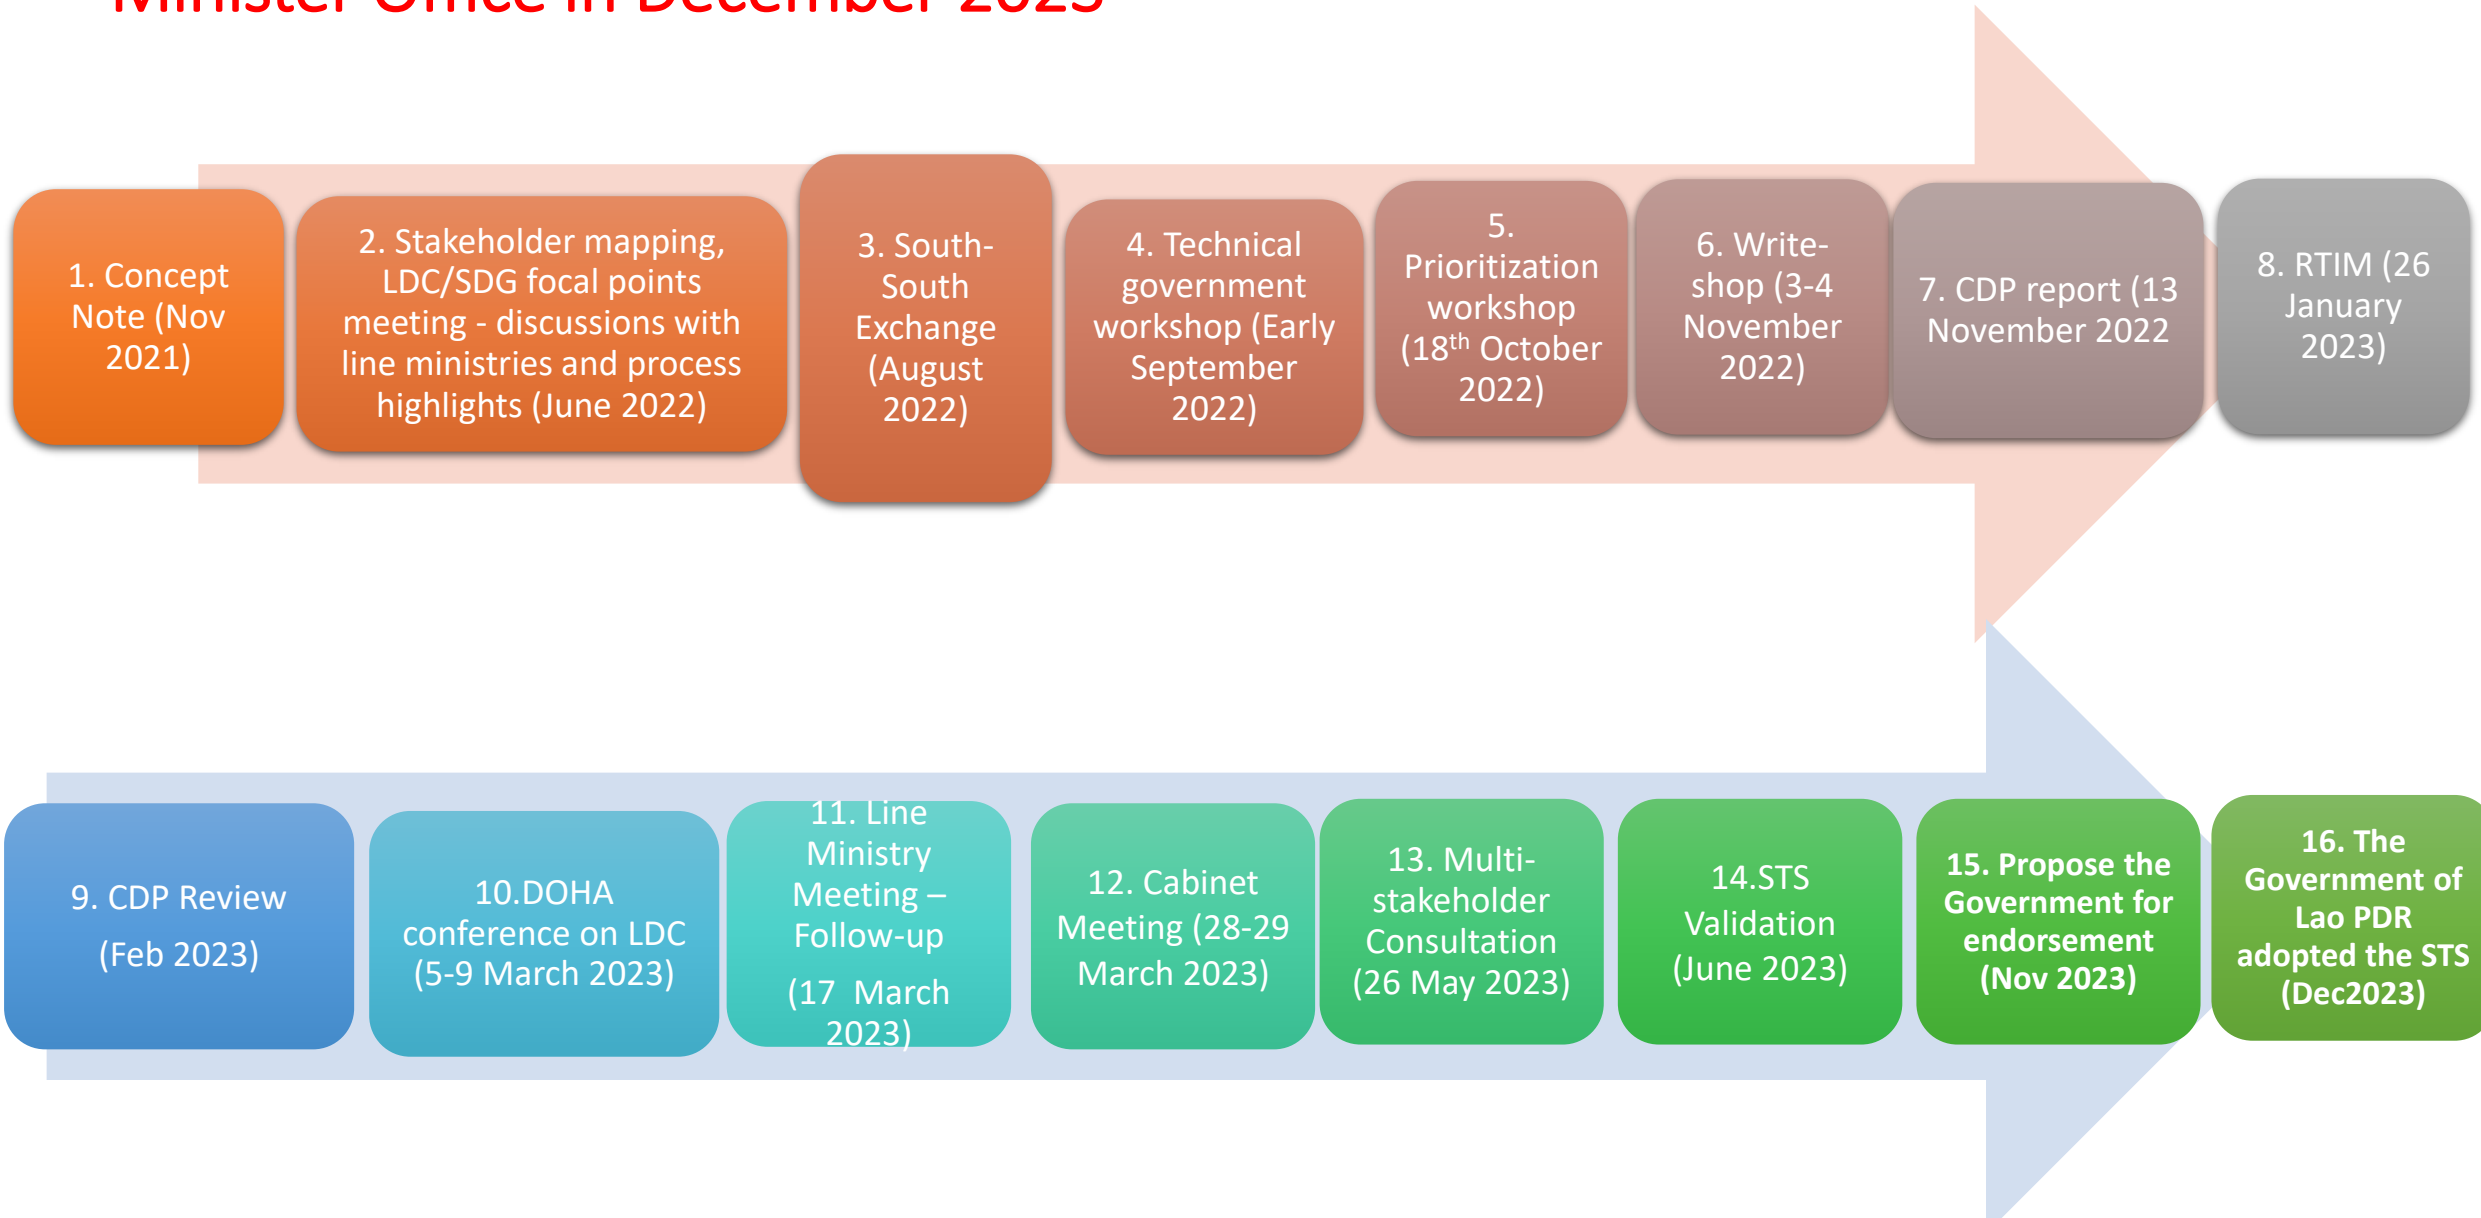 Minister Office in December 2023
1. Concept
Note (Nov
2021)
2. Stakeholder mapping,
LDC/SDG focal points
meeting - discussions with
line ministries and process
highlights (June 2022)
3. South-
South
Exchange
(August
2022)
4. Technical
government
workshop (Early
September
2022)
5.
Prioritization
workshop
(18th October
2022)
6. Write-
shop (3-4
November
2022)
7. CDP report (13
November 2022
8. RTIM (26
January
2023)
9. CDP Review
(Feb 2023)
10.DOHA
conference on LDC
(5-9 March 2023)
11. Line
Ministry
Meeting –
Follow-up
(17 March
2023)
12. Cabinet
Meeting (28-29
March 2023)
13. Multi-
stakeholder
Consultation
(26 May 2023)
14.STS
Validation
(June 2023)
15. Propose the
Government for
endorsement
(Nov 2023)
16. The
Government of
Lao PDR
adopted the STS
(Dec2023)